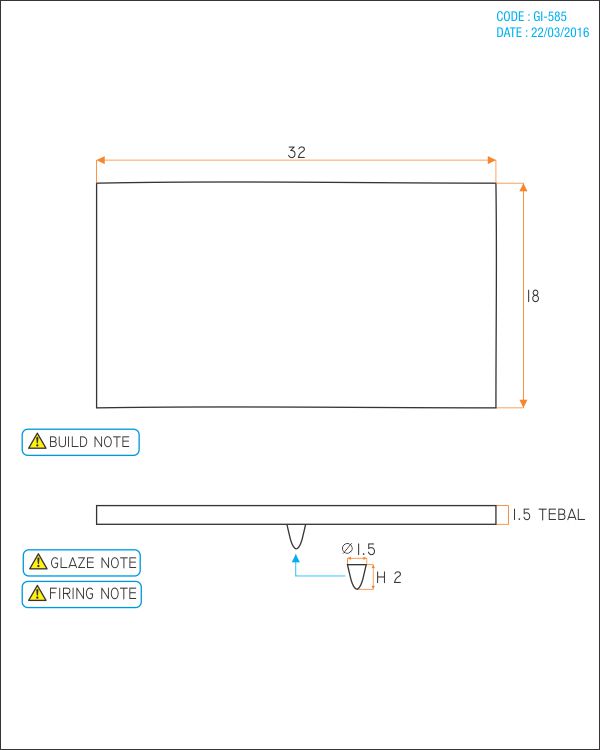 CODE : GI-585
DATE : 22/03/2016
32
18
BUILD NOTE
1.5 TEBAL
GLAZE NOTE
Ø1.5
H 2
FIRING NOTE